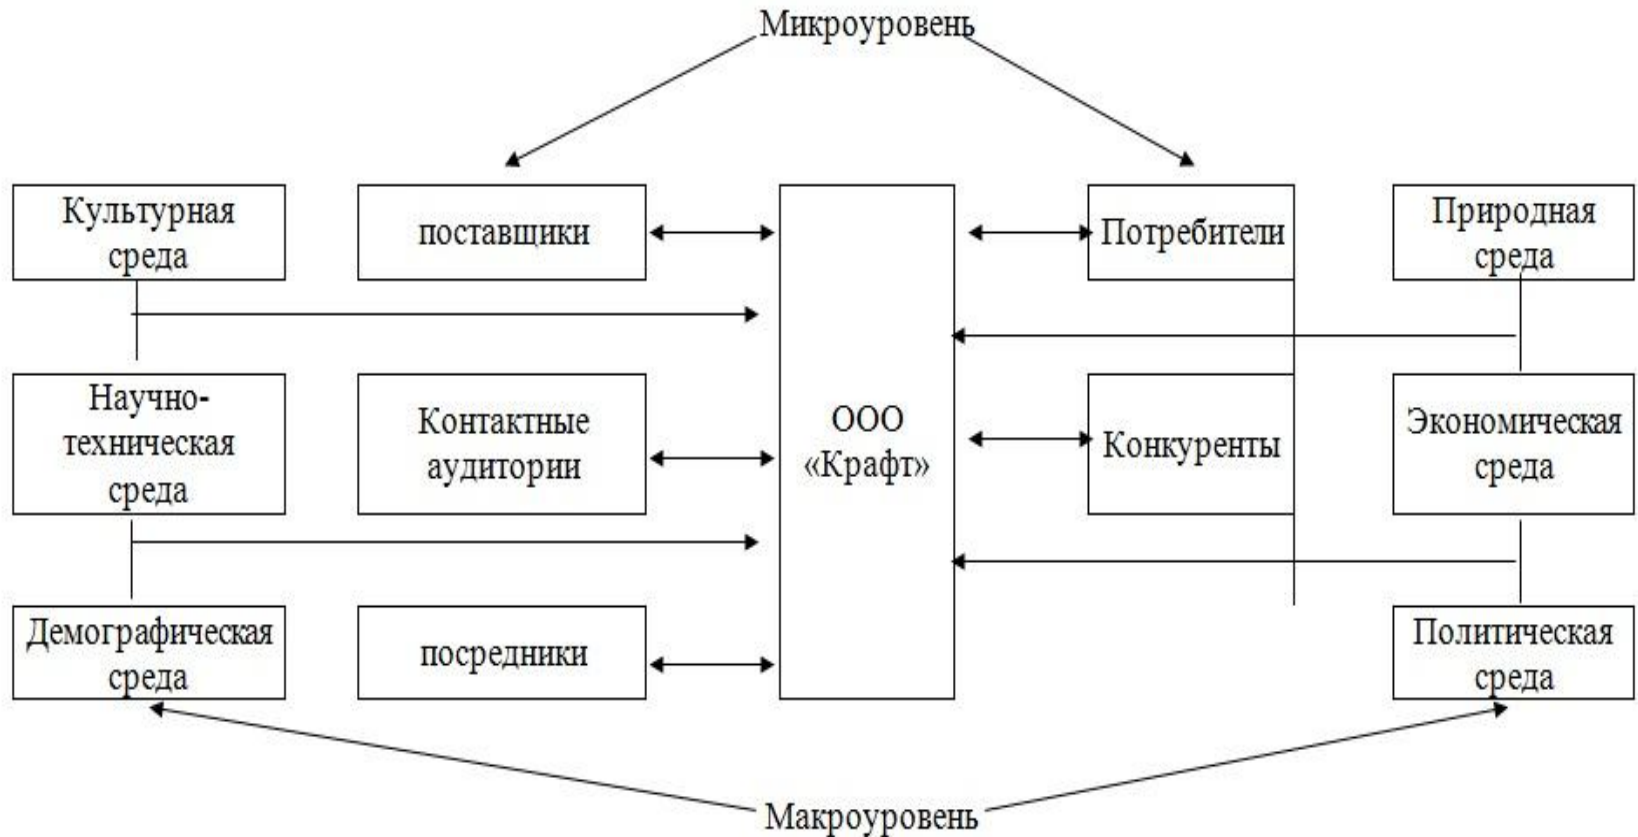 Микроуровень
Культурная
среда
поставщики
Потребители
Природная
среда
Научно-
техническая
среда
Контактные
аудитории
ООО
«Крафт»
Конкуренты
Экономическая
среда
Демографическая
среда
посредники
Политическая
среда
Макроуровень